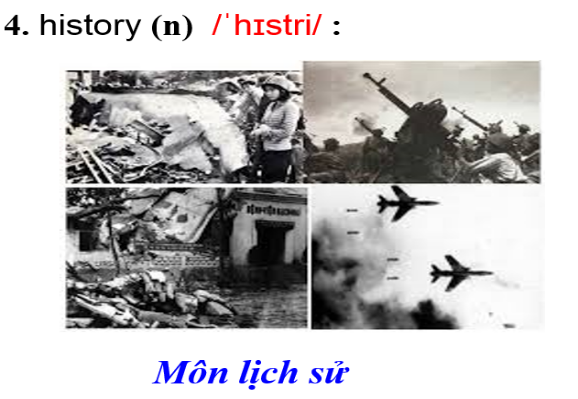 4. history (n) /ˈhɪstri/ :
Môn lịch sử